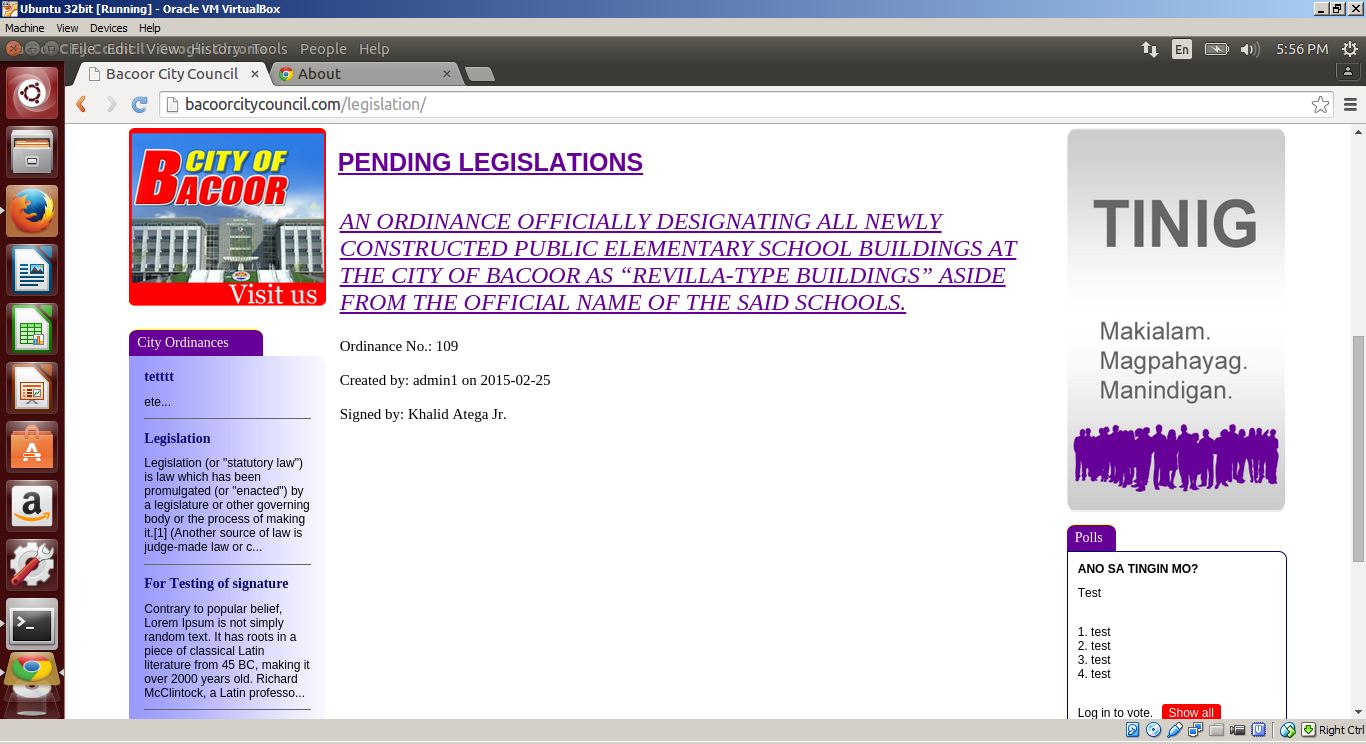 Ubuntu 32bit [Running] - Oracle VM VirtualBox
Machine View Devices Help
File Edit View History Tools People Help
En 5:56 PM
Bacoor City Council × About ×
bacoorcitycouncil.com/legislation/
CITY OF
BACOOR
Visit us
City Ordinances
tetttt
ete...
Legislation
Legislation (or "statutory law")
is law which has been
promulgated (or "enacted") by
a legislature or other governing
body or the process of making
it.[1] (Another source of law is
judge-made law or c...
For Testing of signature
Contrary to popular belief,
Lorem Ipsum is not simply
random text. It has roots in a
piece of classical Latin
literature from 45 BC, making it
over 2000 years old. Richard
McClintock, a Latin professo...
PENDING LEGISLATIONS
AN ORDINANCE OFFICIALLY DESIGNATING ALL NEWLY
CONSTRUCTED PUBLIC ELEMENTARY SCHOOL BUILDINGS AT
THE CITY OF BACOOR AS “REVILLA-TYPE BUILDINGS” ASIDE
FROM THE OFFICIAL NAME OF THE SAID SCHOOLS.
Ordinance No.: 109
Created by: admin1 on 2015-02-25
Signed by: Khalid Atega Jr.
TINIG
Makialam.
Magpahayag.
Manindigan.
Polls
ANO SA TINGIN MO?
Test
1. test
2. test
3. test
4. test
Log in to vote. Show all
Right Ctrl